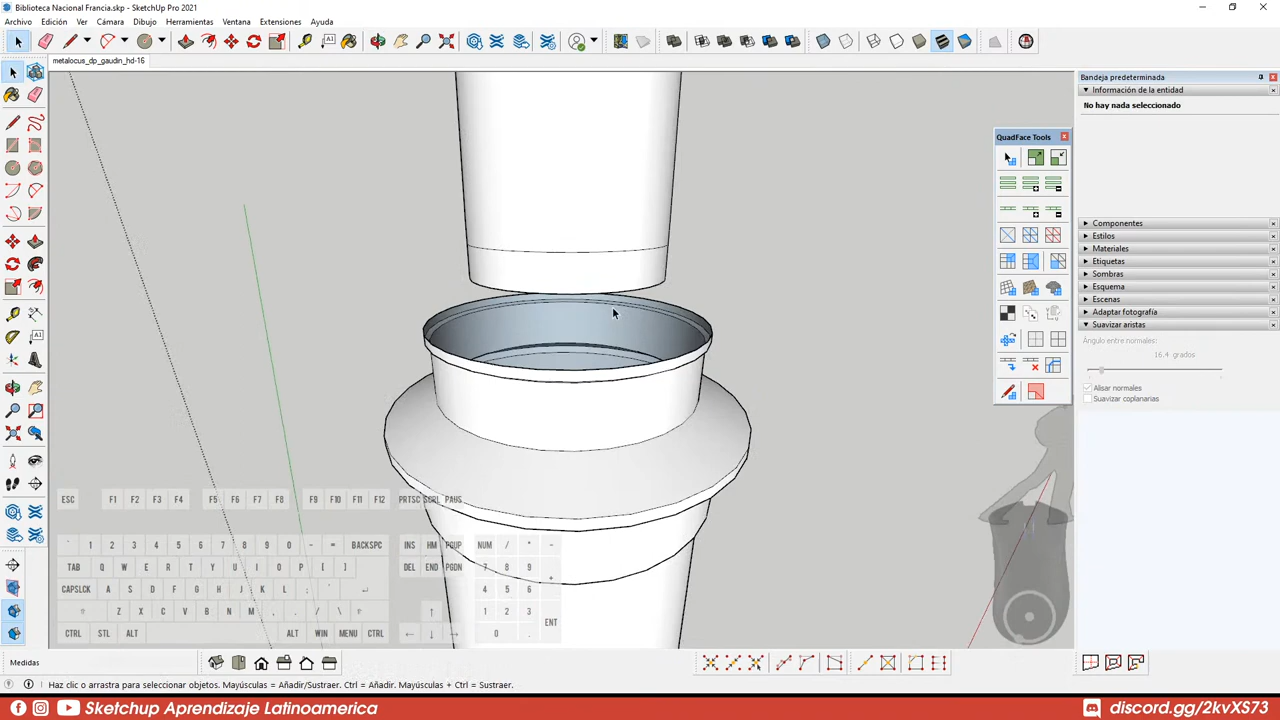 Biblioteca Nacional Francia.skp - SketchUp Pro 2021
Archivo Edición Ver Cámara Dibujo Herramientas Ventana Extensiones Ayuda
metalocus_dp_gaudin_hd-16
Bandeja predeterminada
Información de la entidad
No hay nada seleccionado
QuadFace Tools
Componentes
Estilos
Materiales
Etiquetas
Sombras
Esquema
Escenas
Adaptar fotografía
Suavizar aristas
Ángulo entre normales:
16.4 grados
Alisar normales
Suavizar coplanarias
ESC F1 F2 F3 F4 F5 F6 F7 F8 F9 F10 F11 F12 PRTSC SCRL PAUS
` 1 2 3 4 5 6 7 8 9 0 - = BACKSPC INS HM PGUP NUM / * -
TAB Q W E R T Y U I O P [ ] DEL END PGDN 7 8 9 +
CAPSLCK A S D F G H J K L ; ' ↵ 4 5 6
⇧ Z X C V B N M , . / \ ⇧ ↑ 1 2 3 ENT
CTRL STL ALT ALT WIN MENU CTRL ← ↓ → 0 .
Medidas
Haz clic o arrastra para seleccionar objetos. Mayúsculas = Añadir/Sustraer. Ctrl = Añadir. Mayúsculas + Ctrl = Sustraer.
Sketchup Aprendizaje Latinoamerica
discord.gg/2kvXS73